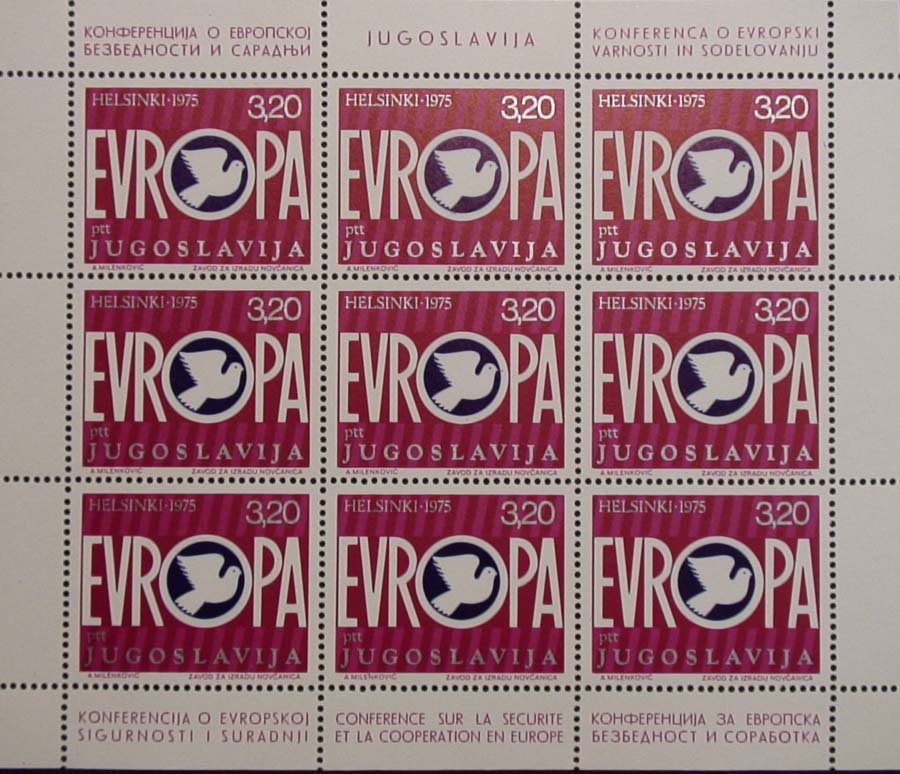 КОНФЕРЕНЦИЈА О ЕВРОПСКОЈ
БЕЗБЕДНОСТИ И САРАДЊИ
JUGOSLAVIJA
KONFERENCA O EVROPSKI
VARNOSTI IN SODELOVANJU
HELSINKI·1975 3,20
EVROPA
ptt
JUGOSLAVIJA
A. MILENKOVIĆ ZAVOD ZA IZRADU NOVČANICA
HELSINKI·1975 3,20
EVROPA
ptt
JUGOSLAVIJA
A. MILENKOVIĆ ZAVOD ZA IZRADU NOVČANICA
HELSINKI·1975 3,20
EVROPA
ptt
JUGOSLAVIJA
A. MILENKOVIĆ ZAVOD ZA IZRADU NOVČANICA
HELSINKI·1975 3,20
EVROPA
ptt
JUGOSLAVIJA
A. MILENKOVIĆ ZAVOD ZA IZRADU NOVČANICA
HELSINKI·1975 3,20
EVROPA
ptt
JUGOSLAVIJA
A. MILENKOVIĆ ZAVOD ZA IZRADU NOVČANICA
HELSINKI·1975 3,20
EVROPA
ptt
JUGOSLAVIJA
A. MILENKOVIĆ ZAVOD ZA IZRADU NOVČANICA
HELSINKI·1975 3,20
EVROPA
ptt
JUGOSLAVIJA
A. MILENKOVIĆ ZAVOD ZA IZRADU NOVČANICA
HELSINKI·1975 3,20
EVROPA
ptt
JUGOSLAVIJA
A. MILENKOVIĆ ZAVOD ZA IZRADU NOVČANICA
HELSINKI·1975 3,20
EVROPA
ptt
JUGOSLAVIJA
A. MILENKOVIĆ ZAVOD ZA IZRADU NOVČANICA
KONFERENCIJA O EVROPSKOJ
SIGURNOSTI I SURADNJI
CONFERENCE SUR LA SECURITE
ET LA COOPERATION EN EUROPE
КОНФЕРЕНЦИЈА ЗА ЕВРОПСКА
БЕЗБЕДНОСТ И СОРАБОТКА